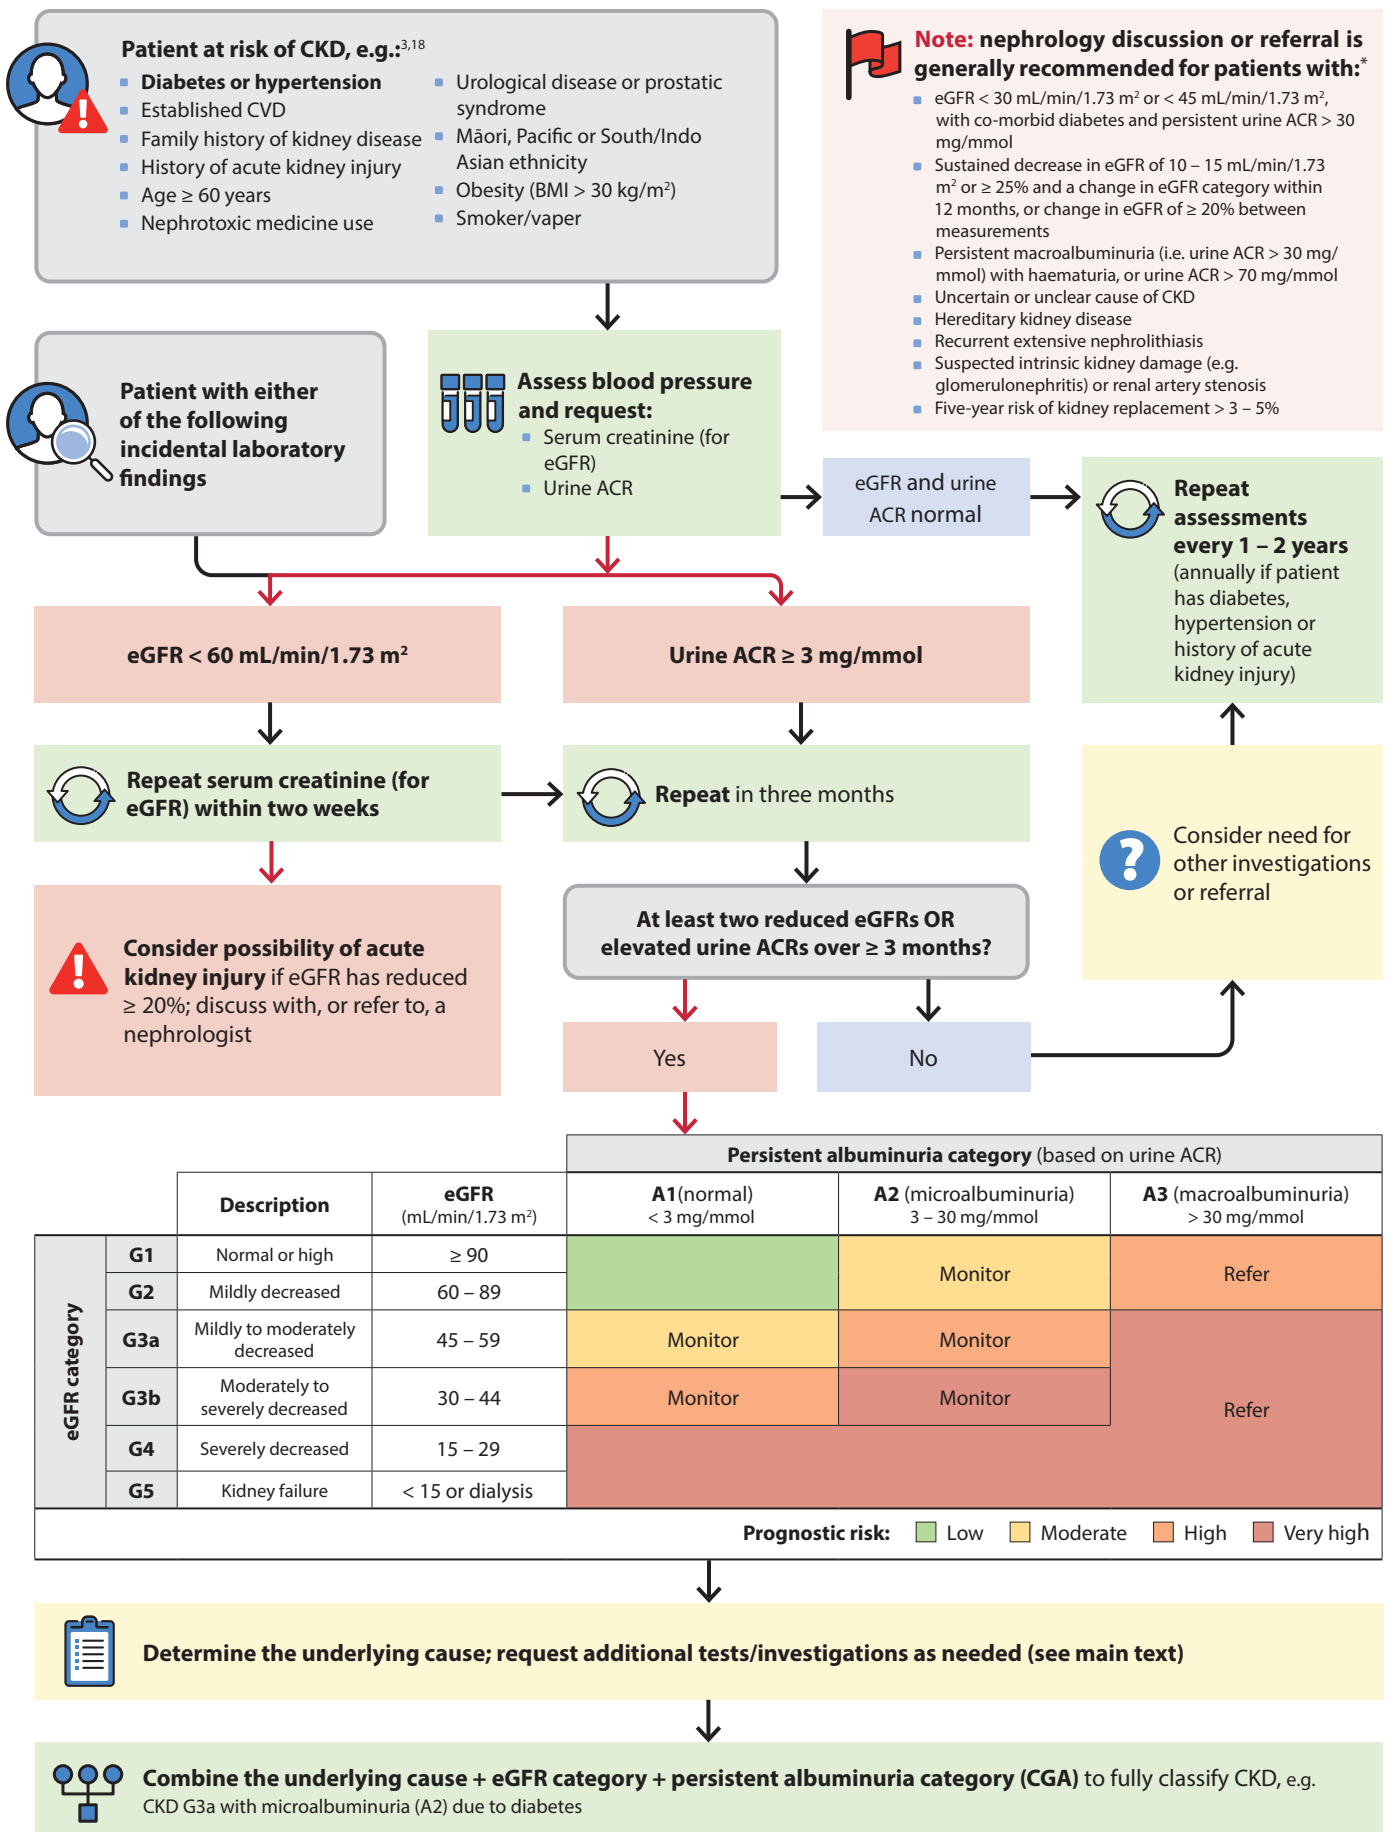 Patient at risk of CKD, e.g.:3,18
Diabetes or hypertension
Established CVD
Family history of kidney disease
History of acute kidney injury
Age ≥ 60 years
Nephrotoxic medicine use
Urological disease or prostatic
syndrome
Māori, Pacific or South/Indo
Asian ethnicity
Obesity (BMI > 30 kg/m²)
Smoker/vaper
Note: nephrology discussion or referral is
generally recommended for patients with:*
eGFR < 30 mL/min/1.73 m² or < 45 mL/min/1.73 m²,
with co-morbid diabetes and persistent urine ACR > 30
mg/mmol
Sustained decrease in eGFR of 10 – 15 mL/min/1.73
m² or ≥ 25% and a change in eGFR category within
12 months, or change in eGFR of ≥ 20% between
measurements
Persistent macroalbuminuria (i.e. urine ACR > 30 mg/
mmol) with haematuria, or urine ACR > 70 mg/mmol
Uncertain or unclear cause of CKD
Hereditary kidney disease
Recurrent extensive nephrolithiasis
Suspected intrinsic kidney damage (e.g.
glomerulonephritis) or renal artery stenosis
Five-year risk of kidney replacement > 3 – 5%
Patient with either
of the following
incidental laboratory
findings
Assess blood pressure
and request:
Serum creatinine (for
eGFR)
Urine ACR
eGFR and urine
ACR normal
Repeat
assessments
every 1 – 2 years
(annually if patient
has diabetes,
hypertension or
history of acute
kidney injury)
eGFR < 60 mL/min/1.73 m²
Urine ACR ≥ 3 mg/mmol
Repeat serum creatinine (for
eGFR) within two weeks
Repeat in three months
Consider need for
other investigations
or referral
Consider possibility of acute
kidney injury if eGFR has reduced
≥ 20%; discuss with, or refer to, a
nephrologist
At least two reduced eGFRs OR
elevated urine ACRs over ≥ 3 months?
Yes
No
Persistent albuminuria category (based on urine ACR)
Description
eGFR
(mL/min/1.73 m²)
A1(normal)
< 3 mg/mmol
A2 (microalbuminuria)
3 – 30 mg/mmol
A3 (macroalbuminuria)
> 30 mg/mmol
eGFR category
G1
Normal or high
≥ 90
Monitor
Refer
G2
Mildly decreased
60 – 89
G3a
Mildly to moderately
decreased
45 – 59
Monitor
Monitor
G3b
Moderately to
severely decreased
30 – 44
Monitor
Monitor
Refer
G4
Severely decreased
15 – 29
G5
Kidney failure
< 15 or dialysis
Prognostic risk: Low Moderate High Very high
Determine the underlying cause; request additional tests/investigations as needed (see main text)
Combine the underlying cause + eGFR category + persistent albuminuria category (CGA) to fully classify CKD, e.g.
CKD G3a with microalbuminuria (A2) due to diabetes